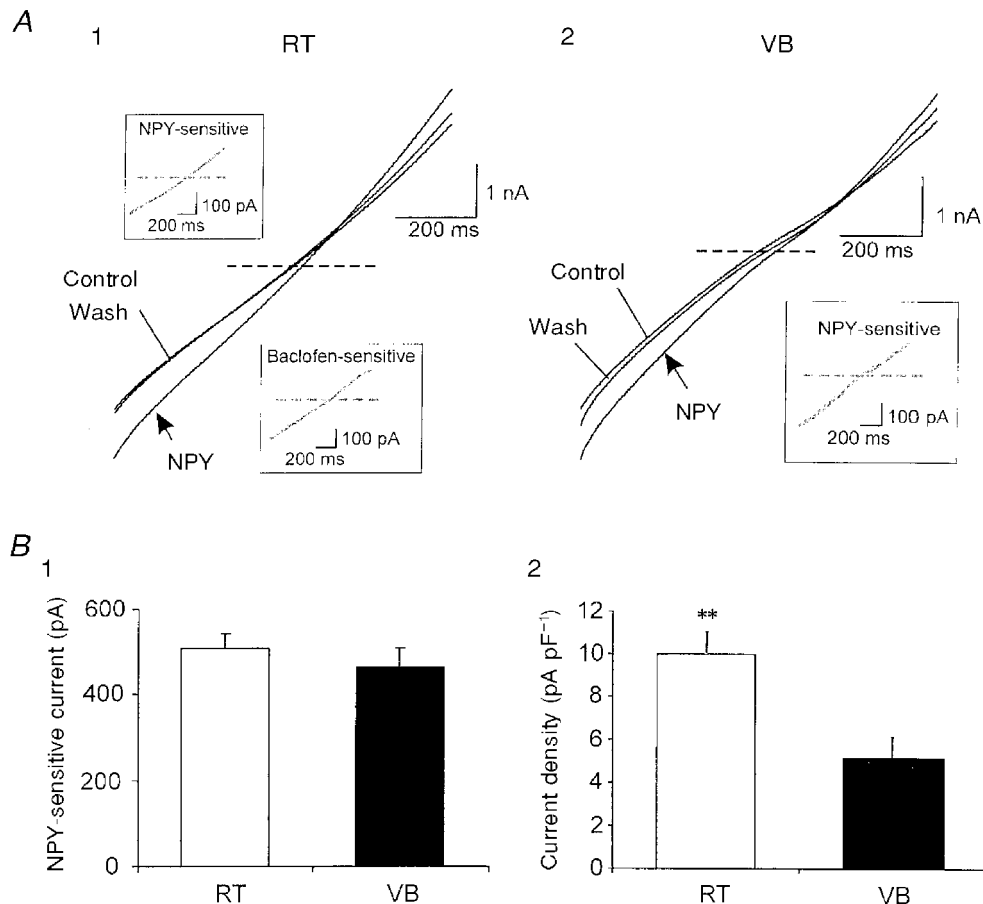 A
1
RT
NPY-sensitive
100 pA
200 ms
1 nA
200 ms
Control
Wash
Baclofen-sensitive
100 pA
200 ms
NPY
2
VB
1 nA
200 ms
Control
Wash
NPY
NPY-sensitive
100 pA
200 ms
B
1
NPY-sensitive current (pA)
600
400
200
0
RT
VB
2
Current density (pA pF⁻¹)
12
10
8
6
4
2
0
**
RT
VB